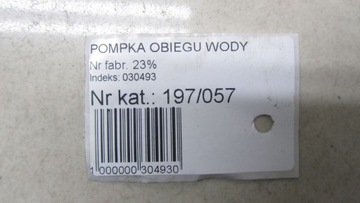 POMPKA OBIEGU WODY
Nr fabr. 23%
Indeks: 030493
Nr kat.: 197/057
1 000000 304930